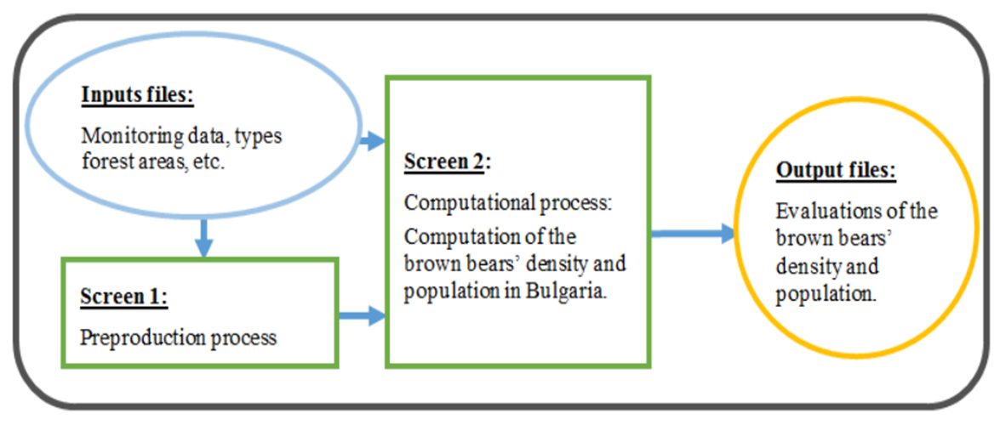 Inputs files:
Monitoring data, types
forest areas, etc.
Screen 1:
Preproduction process
Screen 2:
Computational process:
Computation of the
brown bears’ density and
population in Bulgaria.
Output files:
Evaluations of the
brown bears’
density and
population.